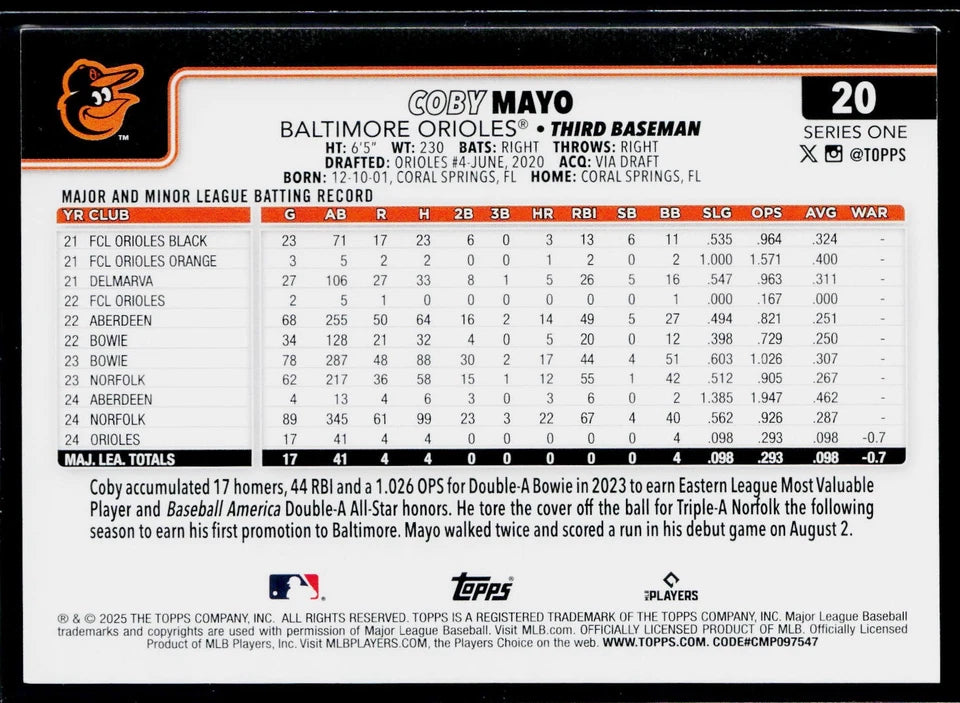 TM
COBY MAYO
20
BALTIMORE ORIOLES® • THIRD BASEMAN
SERIES ONE
HT: 6'5" WT: 230 BATS: RIGHT THROWS: RIGHT
@TOPPS
DRAFTED: ORIOLES #4-JUNE, 2020 ACQ: VIA DRAFT
BORN: 12-10-01, CORAL SPRINGS, FL HOME: CORAL SPRINGS, FL
MAJOR AND MINOR LEAGUE BATTING RECORD
YR CLUB G AB R H 2B 3B HR RBI SB BB SLG OPS AVG WAR
21 FCL ORIOLES BLACK 23 71 17 23 6 0 3 13 6 11 .535 .964 .324 -
21 FCL ORIOLES ORANGE 3 5 2 2 0 0 1 2 0 2 1.000 1.571 .400 -
21 DELMARVA 27 106 27 33 8 1 5 26 5 16 .547 .963 .311 -
22 FCL ORIOLES 2 5 1 0 0 0 0 0 0 1 .000 .167 .000 -
22 ABERDEEN 68 255 50 64 16 2 14 49 5 27 .494 .821 .251 -
22 BOWIE 34 128 21 32 4 0 5 20 0 12 .398 .729 .250 -
23 BOWIE 78 287 48 88 30 2 17 44 4 51 .603 1.026 .307 -
23 NORFOLK 62 217 36 58 15 1 12 55 1 42 .512 .905 .267 -
24 ABERDEEN 4 13 4 6 3 0 3 6 0 2 1.385 1.947 .462 -
24 NORFOLK 89 345 61 99 23 3 22 67 4 40 .562 .926 .287 -
24 ORIOLES 17 41 4 4 0 0 0 0 0 4 .098 .293 .098 -0.7
MAJ. LEA. TOTALS 17 41 4 4 0 0 0 0 0 4 .098 .293 .098 -0.7
Coby accumulated 17 homers, 44 RBI and a 1.026 OPS for Double-A Bowie in 2023 to earn Eastern League Most Valuable
Player and Baseball America Double-A All-Star honors. He tore the cover off the ball for Triple-A Norfolk the following
season to earn his first promotion to Baltimore. Mayo walked twice and scored a run in his debut game on August 2.
topps®
PLAYERS
® & © 2025 THE TOPPS COMPANY, INC. ALL RIGHTS RESERVED. TOPPS IS A REGISTERED TRADEMARK OF THE TOPPS COMPANY, INC. Major League Baseball
trademarks and copyrights are used with permission of Major League Baseball. Visit MLB.com. OFFICIALLY LICENSED PRODUCT OF MLB. Officially Licensed
Product of MLB Players, Inc. Visit MLBPLAYERS.COM, the Players Choice on the web. WWW.TOPPS.COM. CODE#CMP097547